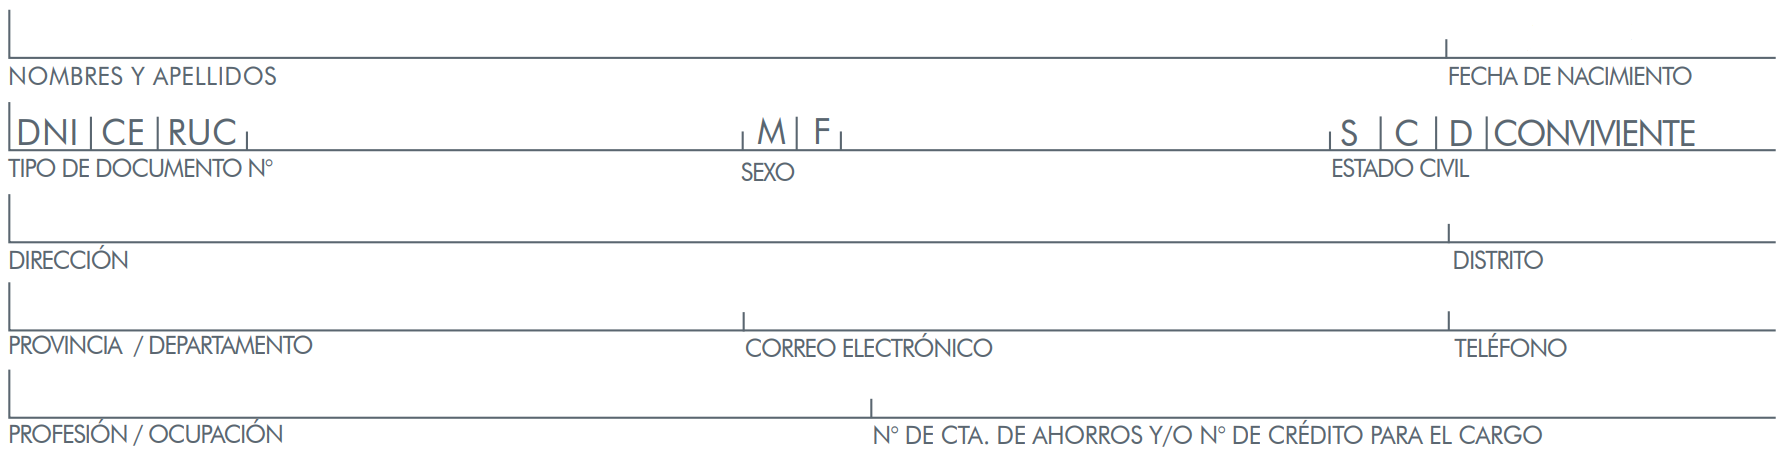 NOMBRES Y APELLIDOS FECHA DE NACIMIENTO
DNI CE RUC M F S C D CONVIVIENTE
TIPO DE DOCUMENTO N° SEXO ESTADO CIVIL
DIRECCIÓN DISTRITO
PROVINCIA / DEPARTAMENTO CORREO ELECTRÓNICO TELÉFONO
PROFESIÓN / OCUPACIÓN N° DE CTA. DE AHORROS Y/O N° DE CRÉDITO PARA EL CARGO